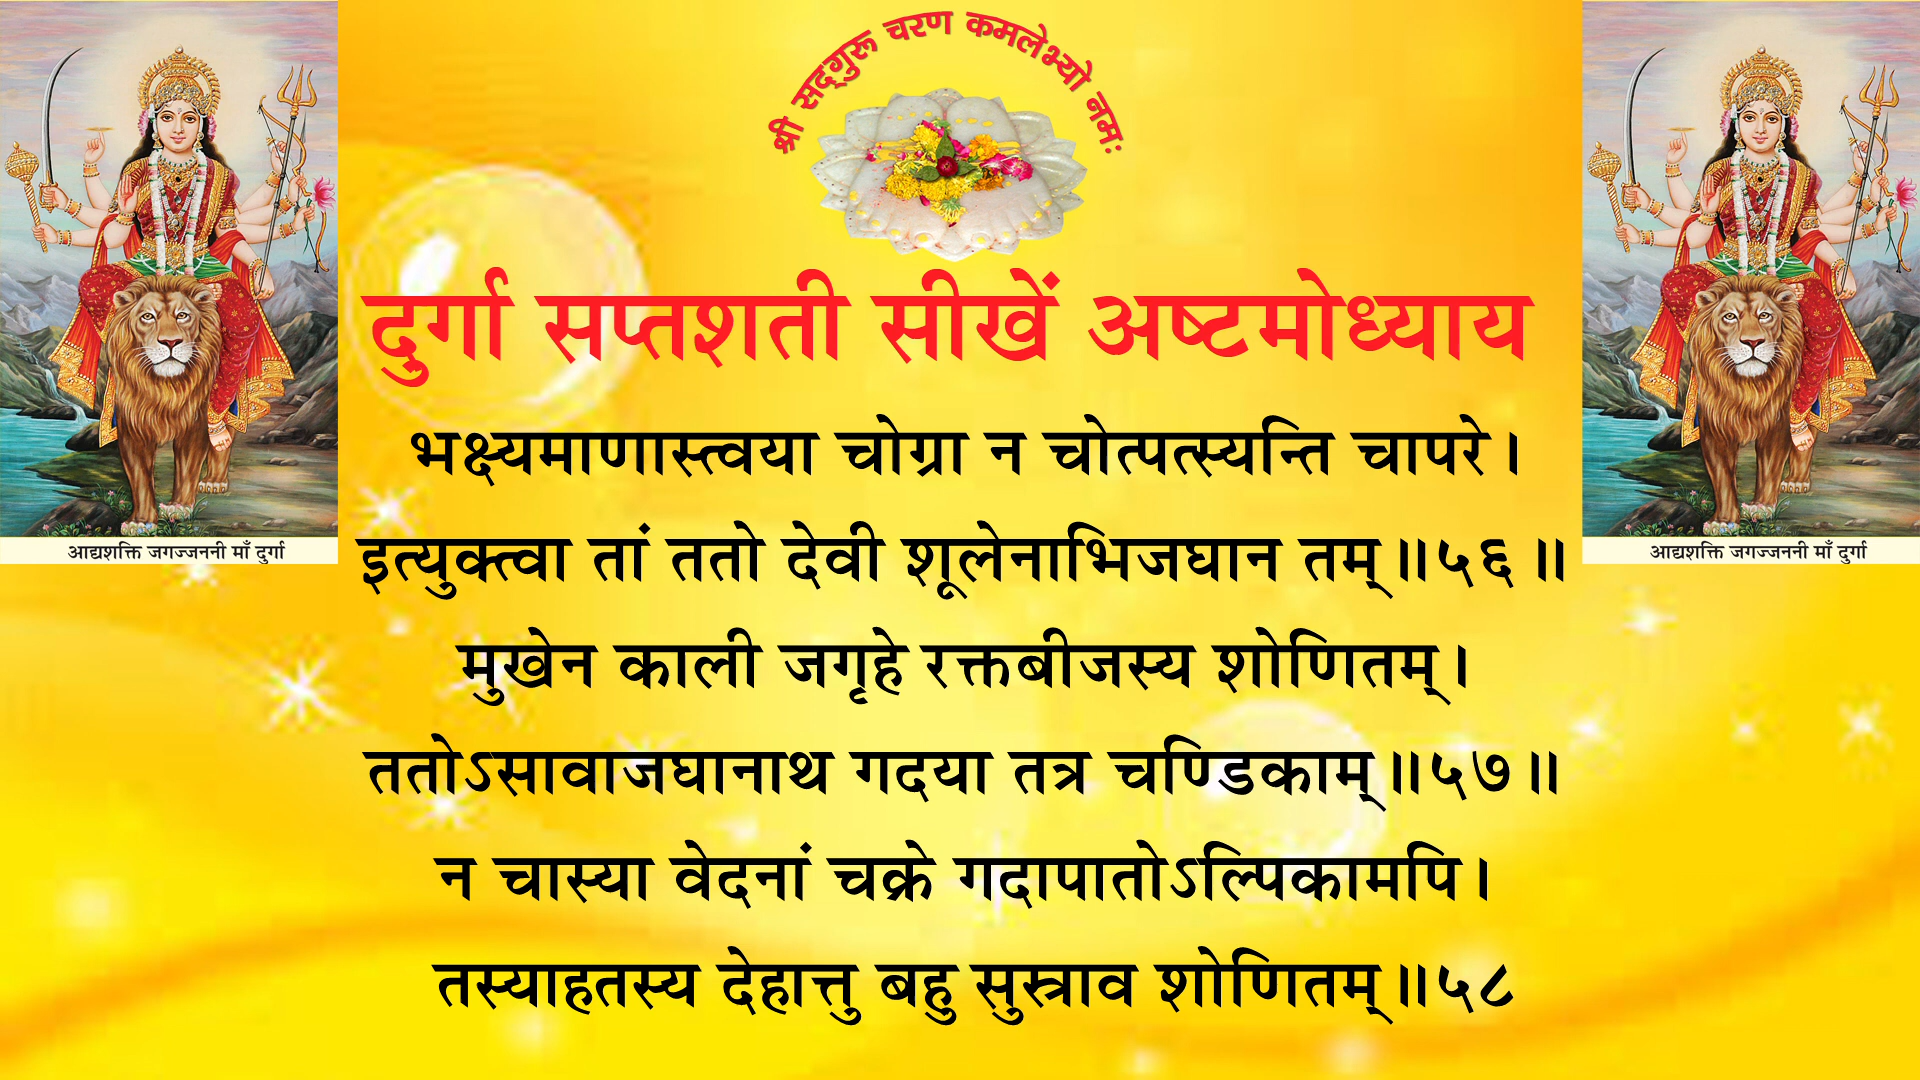 श्री सद्गुरू चरण कमलेभ्यो नमः
दुर्गा सप्तशती सीखें अष्टमोध्याय
भक्ष्यमाणास्त्वया चोग्रा न चोत्पत्स्यन्ति चापरे।
इत्युक्त्वा तां ततो देवी शूलेनाभिजघान तम्॥५६॥
मुखेन काली जगृहे रक्तबीजस्य शोणितम्।
ततोऽसावाजघानाथ गदया तत्र चण्डिकाम्॥५७॥
न चास्या वेदनां चक्रे गदापातोऽल्पिकामपि।
तस्याहतस्य देहात्तु बहु सुस्त्राव शोणितम्॥५८
आद्यशक्ति जगज्जननी माँ दुर्गा
आद्यशक्ति जगज्जननी माँ दुर्गा